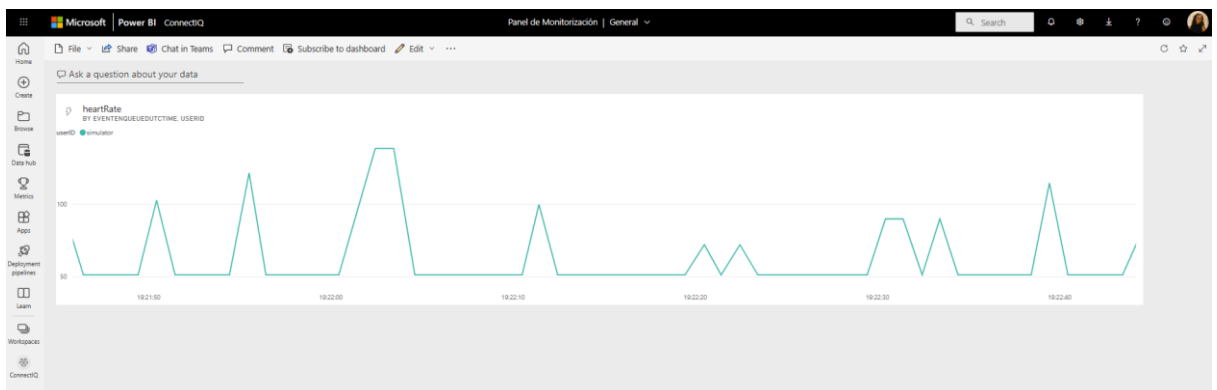 Microsoft Power BI ConnectIQ
Panel de Monitorización | General
Search
?
Home
File Share Chat in Teams Comment Subscribe to dashboard Edit ...
Ask a question about your data
Create
Browse
Data hub
Metrics
Apps
Deployment
pipelines
Learn
Workspaces
ConnectIQ
heartRate
BY EVENTENQUEUEDUTCTIME, USERID
userID simulator
100
50
19:21:50 19:22:00 19:22:10 19:22:20 19:22:30 19:22:40